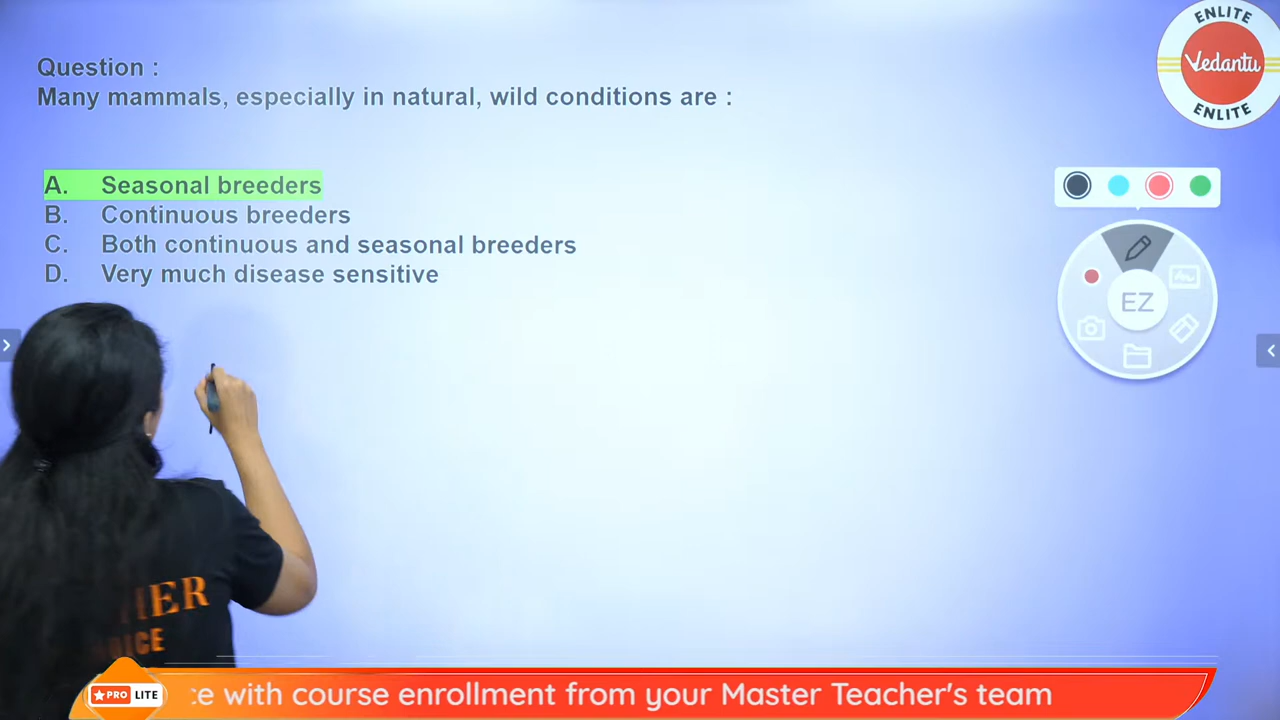 ENLITE
Vedantu
ENLITE
Question :
Many mammals, especially in natural, wild conditions are :
A. Seasonal breeders
B. Continuous breeders
C. Both continuous and seasonal breeders
D. Very much disease sensitive
EZ
PRO LITE
with course enrollment from your Master Teacher's team